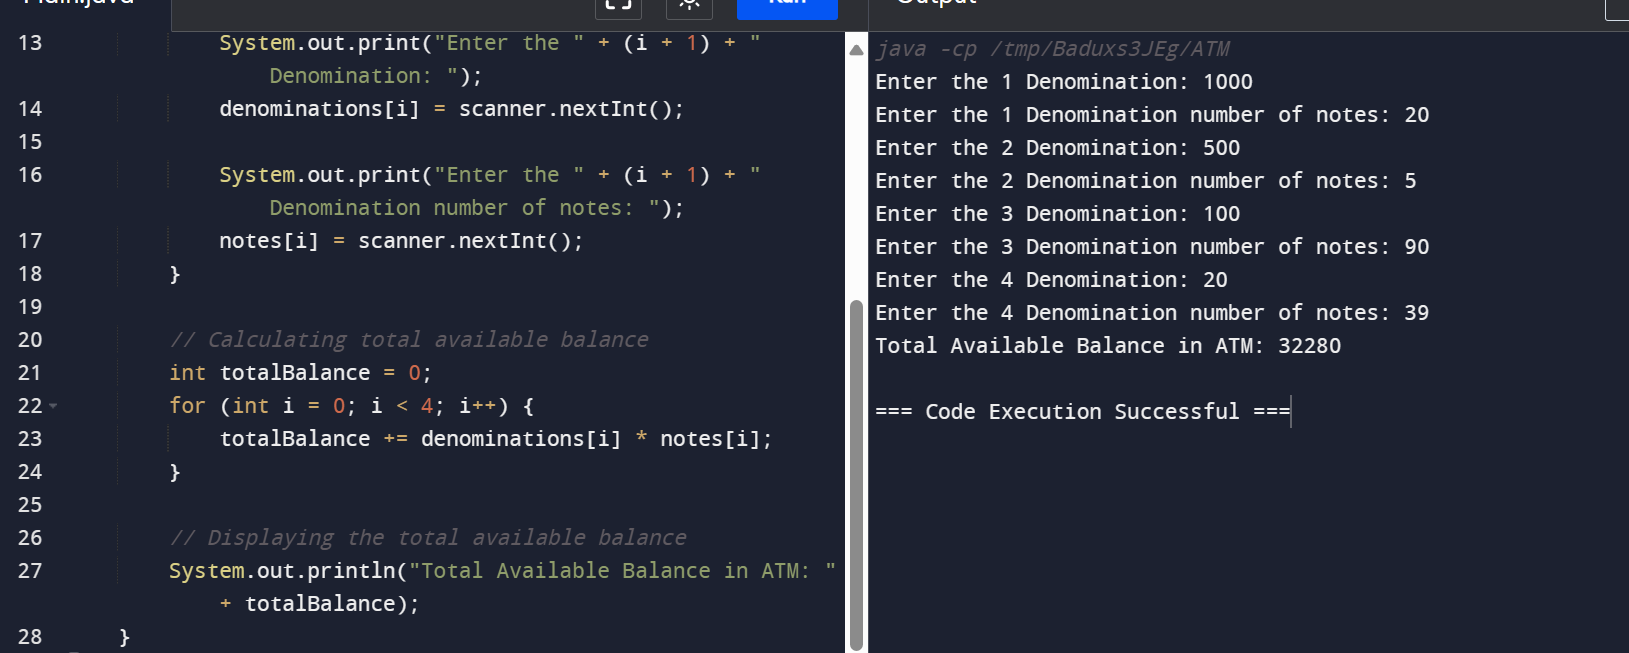 Main.java
Run
13 System.out.print("Enter the " + (i + 1) + "
Denomination: ");
14 denominations[i] = scanner.nextInt();
15
16 System.out.print("Enter the " + (i + 1) + "
Denomination number of notes: ");
17 notes[i] = scanner.nextInt();
18 }
19
20 // Calculating total available balance
21 int totalBalance = 0;
22 for (int i = 0; i < 4; i++) {
23 totalBalance += denominations[i] * notes[i];
24 }
25
26 // Displaying the total available balance
27 System.out.println("Total Available Balance in ATM: "
+ totalBalance);
28 }
Output
java -cp /tmp/Baduxs3JEg/ATM
Enter the 1 Denomination: 1000
Enter the 1 Denomination number of notes: 20
Enter the 2 Denomination: 500
Enter the 2 Denomination number of notes: 5
Enter the 3 Denomination: 100
Enter the 3 Denomination number of notes: 90
Enter the 4 Denomination: 20
Enter the 4 Denomination number of notes: 39
Total Available Balance in ATM: 32280
=== Code Execution Successful ===